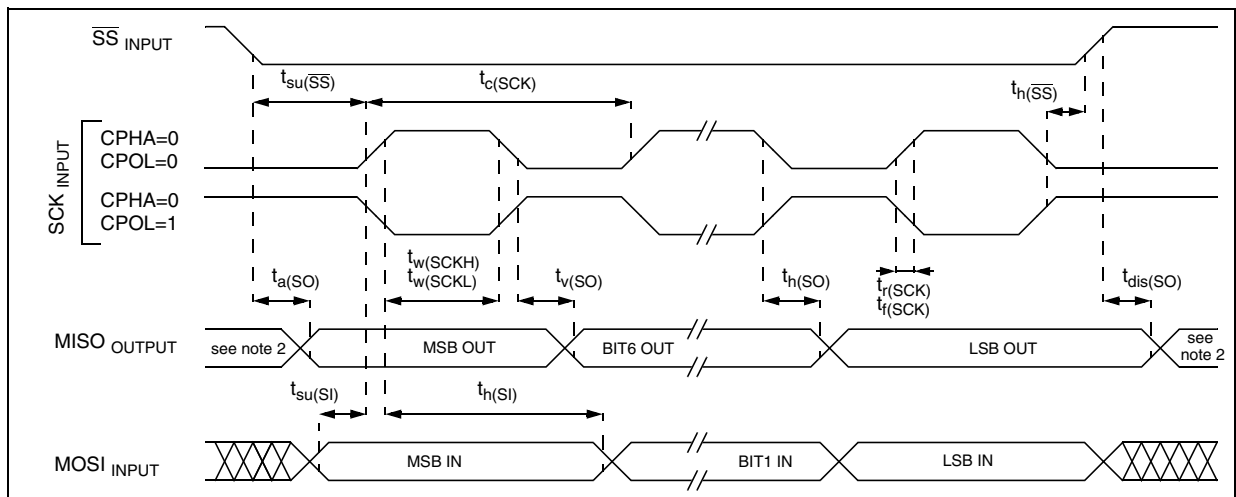 SS INPUT
tsu(SS)
tc(SCK)
th(SS)
SCK INPUT
CPHA=0
CPOL=0
CPHA=0
CPOL=1
ta(SO)
tw(SCKH)
tw(SCKL)
tv(SO)
th(SO)
tr(SCK)
tf(SCK)
tdis(SO)
MISO OUTPUT
see note 2
MSB OUT
BIT6 OUT
LSB OUT
see
note 2
tsu(SI)
th(SI)
MOSI INPUT
MSB IN
BIT1 IN
LSB IN